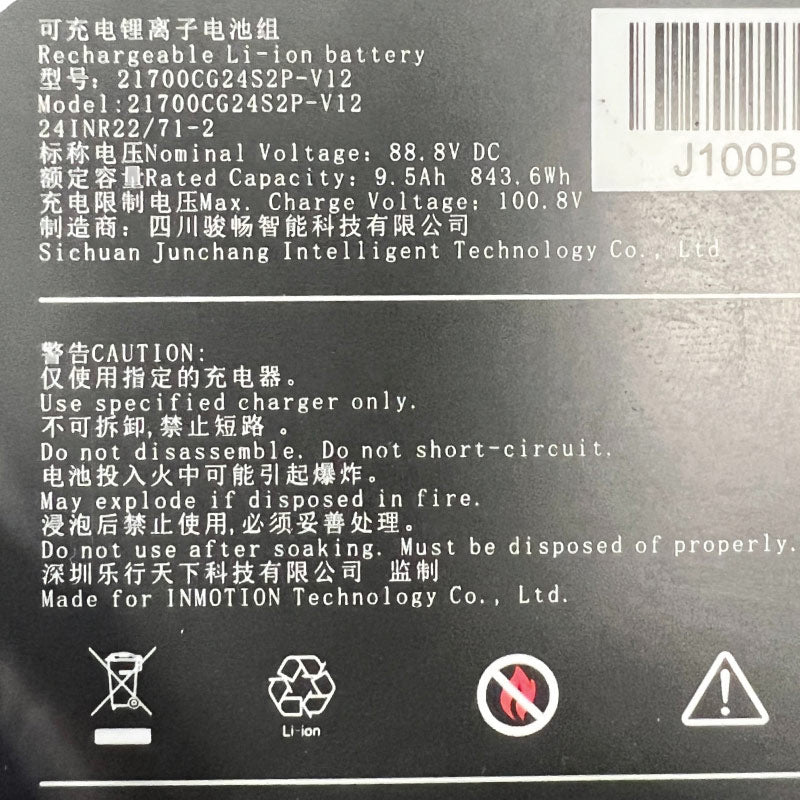 可充电锂离子电池组
Rechargeable Li-ion battery
型号：21700CG24S2P-V12
Model:21700CG24S2P-V12
24INR22/71-2
标称电压Nominal Voltage: 88.8V DC
额定容量Rated Capacity: 9.5Ah 843.6Wh
充电限制电压Max. Charge Voltage: 100.8V
制造商：四川骏畅智能科技有限公司
Sichuan Junchang Intelligent Technology Co., Ltd
J100B
警告CAUTION:
仅使用指定的充电器。
Use specified charger only.
不可拆卸,禁止短路 。
Do not disassemble. Do not short-circuit.
电池投入火中可能引起爆炸。
May explode if disposed in fire.
浸泡后禁止使用,必须妥善处理。
Do not use after soaking. Must be disposed of properly.
深圳乐行天下科技有限公司 监制
Made for INMOTION Technology Co., Ltd.
Li-ion